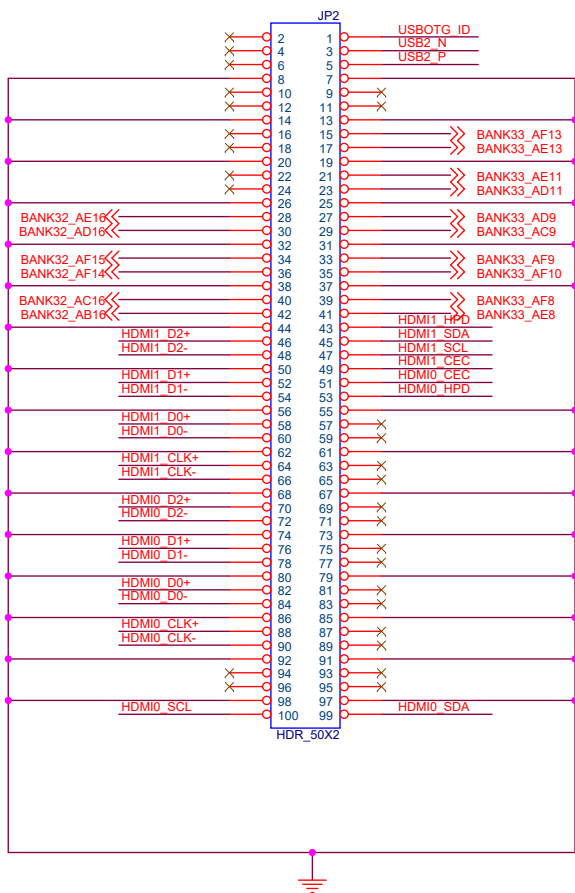 JP2
USBOTG_ID
2 1
USB2_N
4 3
USB2_P
6 5
8 7
10 9
12 11
14 13
16 15 BANK33_AF13
18 17 BANK33_AE13
20 19
22 21 BANK33_AE11
24 23 BANK33_AD11
26 25
BANK32_AE16 28 27 BANK33_AD9
BANK32_AD16 30 29 BANK33_AC9
32 31
BANK32_AF15 34 33 BANK33_AF9
BANK32_AF14 36 35 BANK33_AF10
38 37
BANK32_AC16 40 39 BANK33_AF8
BANK32_AB16 42 41 BANK33_AE8
44 43 HDMI1_HPD
HDMI1_D2+ 46 45 HDMI1_SDA
HDMI1_D2- 48 47 HDMI1_SCL
50 49 HDMI1_CEC
HDMI1_D1+ 52 51 HDMI0_CEC
HDMI1_D1- 54 53 HDMI0_HPD
56 55
HDMI1_D0+ 58 57
HDMI1_D0- 60 59
62 61
HDMI1_CLK+ 64 63
HDMI1_CLK- 66 65
68 67
HDMI0_D2+ 70 69
HDMI0_D2- 72 71
74 73
HDMI0_D1+ 76 75
HDMI0_D1- 78 77
80 79
HDMI0_D0+ 82 81
HDMI0_D0- 84 83
86 85
HDMI0_CLK+ 88 87
HDMI0_CLK- 90 89
92 91
94 93
96 95
98 97
HDMI0_SCL 100 99 HDMI0_SDA
HDR_50X2